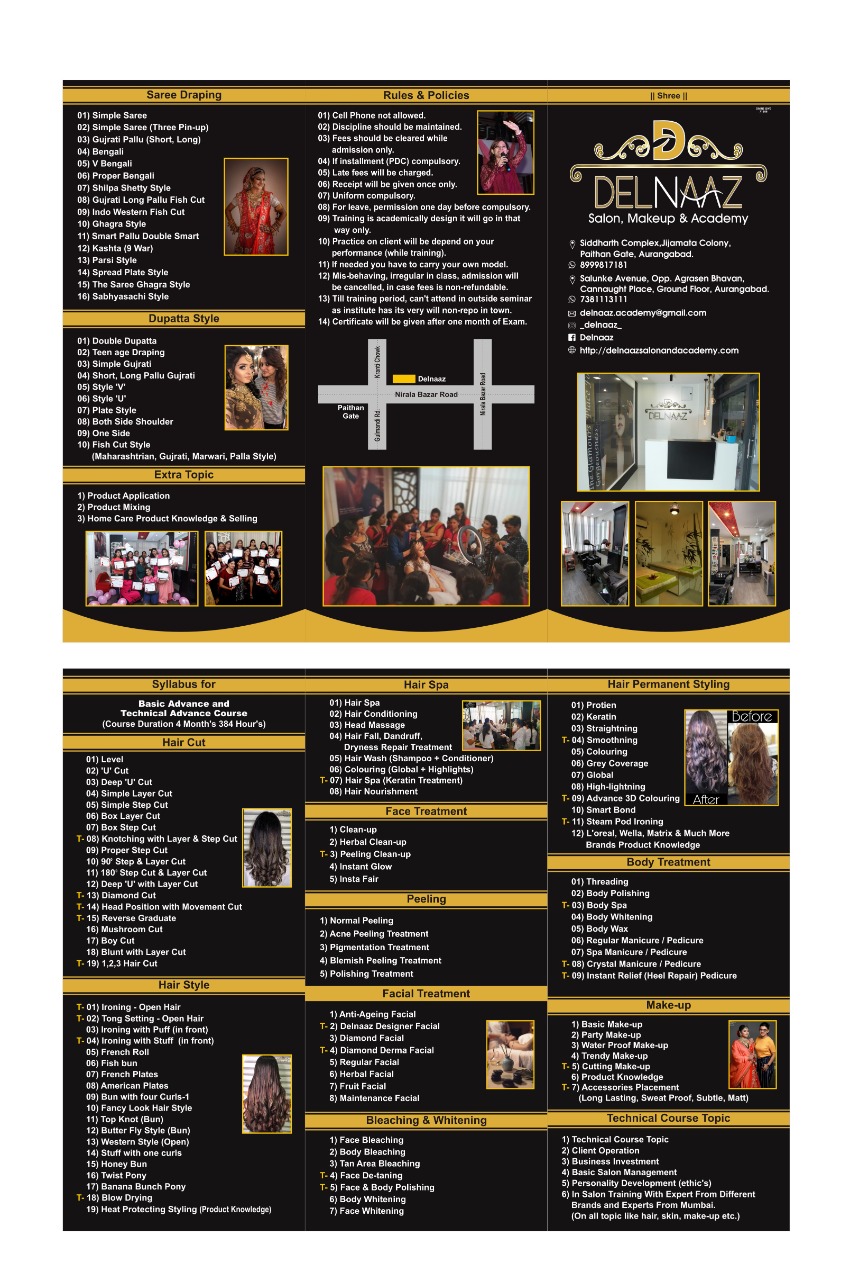 Saree Draping
01) Simple Saree
02) Simple Saree (Three Pin-up)
03) Gujrati Pallu (Short, Long)
04) Bengali
05) V Bengali
06) Proper Bengali
07) Shilpa Shetty Style
08) Gujrati Long Pallu Fish Cut
09) Indo Western Fish Cut
10) Ghagra Style
11) Smart Pallu Double Smart
12) Kashta (9 War)
13) Parsi Style
14) Spread Plate Style
15) The Saree Ghagra Style
16) Sabhyasachi Style
Dupatta Style
01) Double Dupatta
02) Teen age Draping
03) Simple Gujrati
04) Short, Long Pallu Gujrati
05) Style 'V'
06) Style 'U'
07) Plate Style
08) Both Side Shoulder
09) One Side
10) Fish Cut Style
(Maharashtrian, Gujrati, Marwari, Palla Style)
Extra Topic
1) Product Application
2) Product Mixing
3) Home Care Product Knowledge & Selling
Rules & Policies
01) Cell Phone not allowed.
02) Discipline should be maintained.
03) Fees should be cleared while
admission only.
04) If installment (PDC) compulsory.
05) Late fees will be charged.
06) Receipt will be given once only.
07) Uniform compulsory.
08) For leave, permission one day before compulsory.
09) Training is academically design it will go in that
way only.
10) Practice on client will be depend on your
performance (while training).
11) If needed you have to carry your own model.
12) Mis-behaving, Irregular in class, admission will
be cancelled, in case fees is non-refundable.
13) Till training period, can't attend in outside seminar
as institute has its very will non-repo in town.
14) Certificate will be given after one month of Exam.
Kranti Chowk
Delnaaz
Nirala Bazar Road
Nirala Bazar Road
Paithan
Gate
Gulmandi Rd.
|| Shree ||
D
DELNAAZ
Salon, Makeup & Academy
Siddharth Complex,Jijamata Colony,
Paithan Gate, Aurangabad.
8999817181
Salunke Avenue, Opp. Agrasen Bhavan,
Cannaught Place, Ground Floor, Aurangabad.
7381113111
delnaaz.academy@gmail.com
_delnaaz_
Delnaaz
http://delnaazsalonandacademy.com
DELNAAZ
Syllabus for
Basic Advance and
Technical Advance Course
(Course Duration 4 Month's 384 Hour's)
Hair Cut
01) Level
02) 'U' Cut
03) Deep 'U' Cut
04) Simple Layer Cut
05) Simple Step Cut
06) Box Layer Cut
07) Box Step Cut
T- 08) Knotching with Layer & Step Cut
09) Proper Step Cut
10) 90° Step & Layer Cut
11) 180° Step Cut & Layer Cut
12) Deep 'U' with Layer Cut
T- 13) Diamond Cut
T- 14) Head Position with Movement Cut
T- 15) Reverse Graduate
16) Mushroom Cut
17) Boy Cut
18) Blunt with Layer Cut
T- 19) 1,2,3 Hair Cut
Hair Style
T- 01) Ironing - Open Hair
T- 02) Tong Setting - Open Hair
03) Ironing with Puff (in front)
T- 04) Ironing with Stuff (in front)
05) French Roll
06) Fish bun
07) French Plates
08) American Plates
09) Bun with four Curls-1
10) Fancy Look Hair Style
11) Top Knot (Bun)
12) Butter Fly Style (Bun)
13) Western Style (Open)
14) Stuff with one curls
15) Honey Bun
16) Twist Pony
17) Banana Bunch Pony
T- 18) Blow Drying
19) Heat Protecting Styling (Product Knowledge)
Hair Spa
01) Hair Spa
02) Hair Conditioning
03) Head Massage
04) Hair Fall, Dandruff,
Dryness Repair Treatment
05) Hair Wash (Shampoo + Conditioner)
06) Colouring (Global + Highlights)
T- 07) Hair Spa (Keratin Treatment)
08) Hair Nourishment
Face Treatment
1) Clean-up
2) Herbal Clean-up
T- 3) Peeling Clean-up
4) Instant Glow
5) Insta Fair
Peeling
1) Normal Peeling
2) Acne Peeling Treatment
3) Pigmentation Treatment
4) Blemish Peeling Treatment
5) Polishing Treatment
Facial Treatment
1) Anti-Ageing Facial
T- 2) Delnaaz Designer Facial
3) Diamond Facial
T- 4) Diamond Derma Facial
5) Regular Facial
6) Herbal Facial
7) Fruit Facial
8) Maintenance Facial
Bleaching & Whitening
1) Face Bleaching
2) Body Bleaching
3) Tan Area Bleaching
T- 4) Face De-taning
T- 5) Face & Body Polishing
6) Body Whitening
7) Face Whitening
Hair Permanent Styling
01) Protien
02) Keratin
03) Straightning
T- 04) Smoothning
05) Colouring
06) Grey Coverage
07) Global
08) High-lightning
T- 09) Advance 3D Colouring
10) Smart Bond
T- 11) Steam Pod Ironing
12) L'oreal, Wella, Matrix & Much More
Brands Product Knowledge
Before
After
Body Treatment
01) Threading
02) Body Polishing
T- 03) Body Spa
04) Body Whitening
05) Body Wax
06) Regular Manicure / Pedicure
07) Spa Manicure / Pedicure
T- 08) Crystal Manicure / Pedicure
T- 09) Instant Relief (Heel Repair) Pedicure
Make-up
1) Basic Make-up
2) Party Make-up
3) Water Proof Make-up
4) Trendy Make-up
T- 5) Cutting Make-up
6) Product Knowledge
T- 7) Accessories Placement
(Long Lasting, Sweat Proof, Subtle, Matt)
Technical Course Topic
1) Technical Course Topic
2) Client Operation
3) Business Investment
4) Basic Salon Management
5) Personality Development (ethic's)
6) In Salon Training With Expert From Different
Brands and Experts From Mumbai.
(On all topic like hair, skin, make-up etc.)